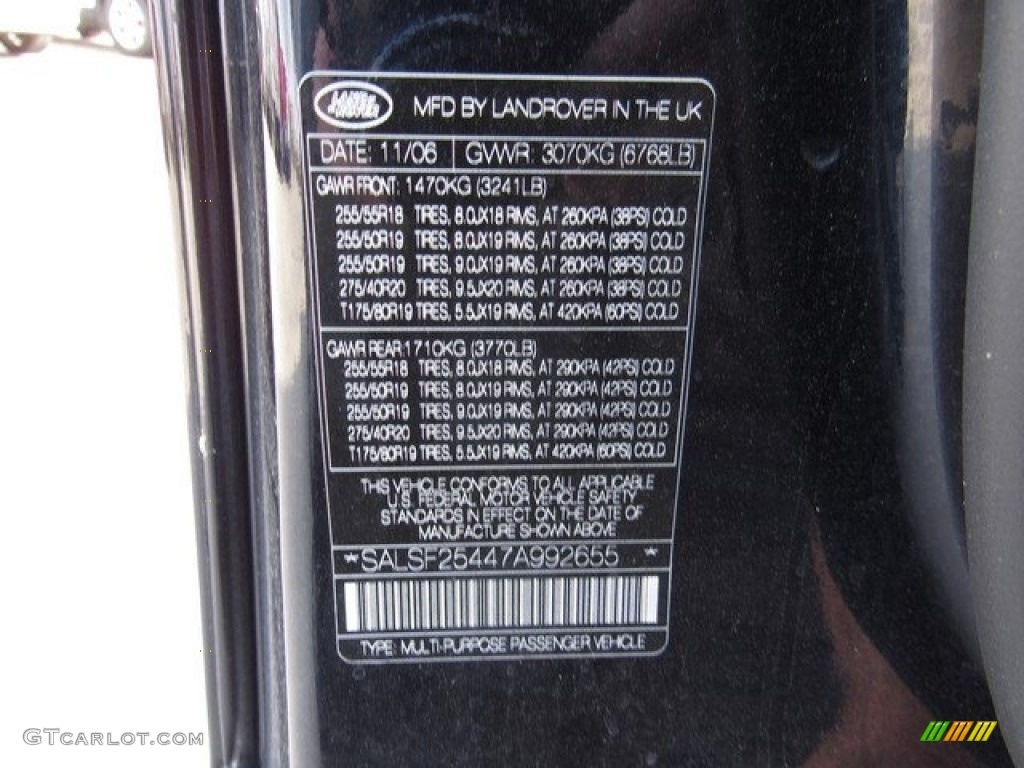 LAND ROVER
MFD BY LANDROVER IN THE UK
DATE: 11/06 GVWR: 3070KG (6768LB)
GAWR FRONT: 1470KG (3241LB)
255/55R18 TIRES, 8.0JX18 RIMS, AT 260KPA (38PSI) COLD
255/50R19 TIRES, 8.0JX19 RIMS, AT 260KPA (38PSI) COLD
255/50R19 TIRES, 9.0JX19 RIMS, AT 260KPA (38PSI) COLD
275/40R20 TIRES, 9.5JX20 RIMS, AT 260KPA (38PSI) COLD
T175/80R19 TIRES, 5.5JX19 RIMS, AT 420KPA (60PSI) COLD
GAWR REAR: 1710KG (3770LB)
255/55R18 TIRES, 8.0JX18 RIMS, AT 290KPA (42PSI) COLD
255/50R19 TIRES, 8.0JX19 RIMS, AT 290KPA (42PSI) COLD
255/50R19 TIRES, 9.0JX19 RIMS, AT 290KPA (42PSI) COLD
275/40R20 TIRES, 9.5JX20 RIMS, AT 290KPA (42PSI) COLD
T175/80R19 TIRES, 5.5JX19 RIMS, AT 420KPA (60PSI) COLD
THIS VEHICLE CONFORMS TO ALL APPLICABLE
U.S. FEDERAL MOTOR VEHICLE SAFETY
STANDARDS IN EFFECT ON THE DATE OF
MANUFACTURE SHOWN ABOVE
*SALSF25447A992655 *
TYPE: MULTI-PURPOSE PASSENGER VEHICLE
GTCARLOT.COM